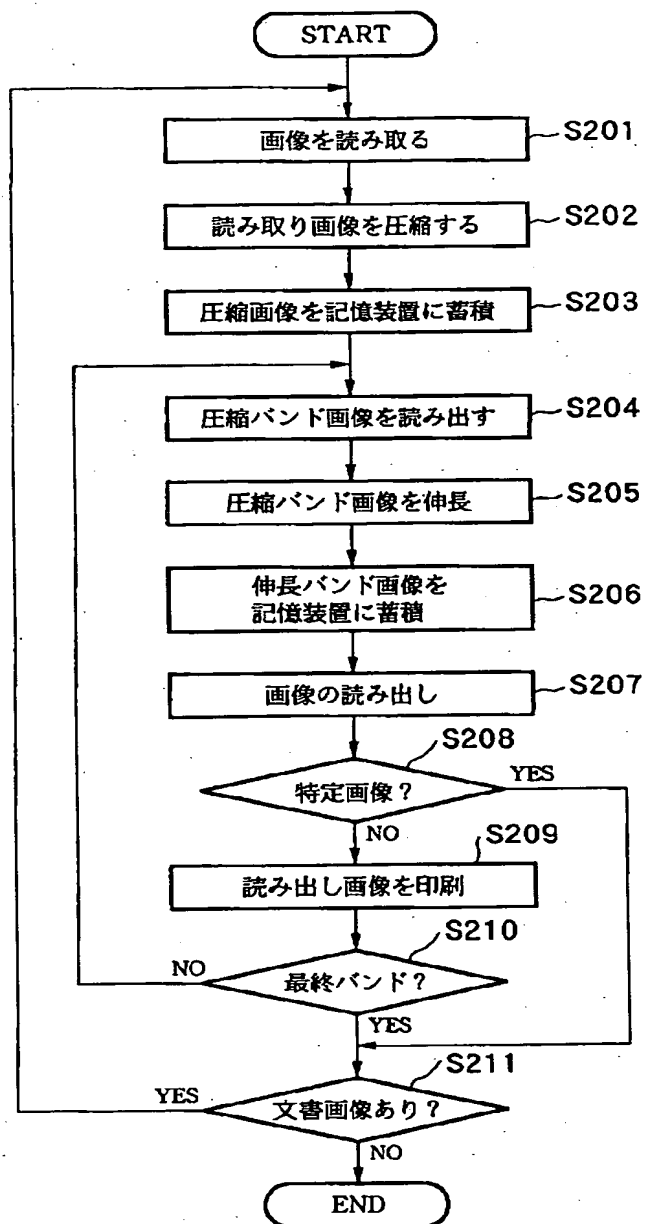 START
画像を読み取る
S201
読み取り画像を圧縮する
S202
圧縮画像を記憶装置に蓄積
S203
圧縮バンド画像を読み出す
S204
圧縮バンド画像を伸長
S205
伸長バンド画像を
記憶装置に蓄積
S206
画像の読み出し
S207
S208
特定画像?
YES
NO
S209
読み出し画像を印刷
S210
NO
最終バンド?
YES
S211
YES
文書画像あり?
NO
END